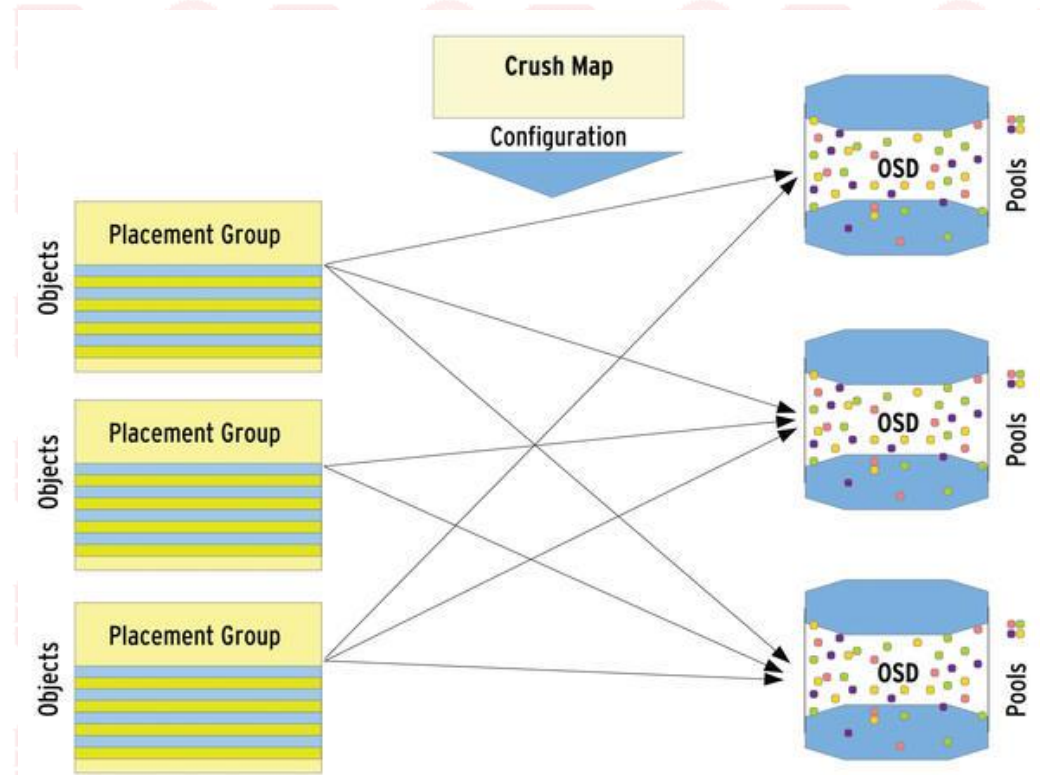 Crush Map
Configuration
Objects
Placement Group
Objects
Placement Group
Objects
Placement Group
OSD
Pools
OSD
Pools
OSD
Pools